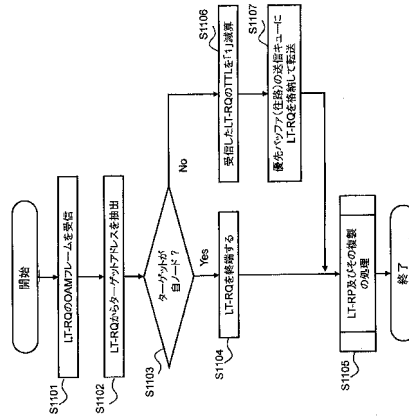 開始
S1101
LT-RQのOAMフレームを受信
S1102
LT-RQからターゲットアドレスを抽出
S1103
ターゲットが
自ノード?
Yes
No
S1104
LT-RQを終端する
S1106
受信したLT-RQのTTLを「1」減算
S1107
優先バッファ(往路)の送信キューに
LT-RQを格納して転送
S1105
LT-RP及びその複製
の処理
終了